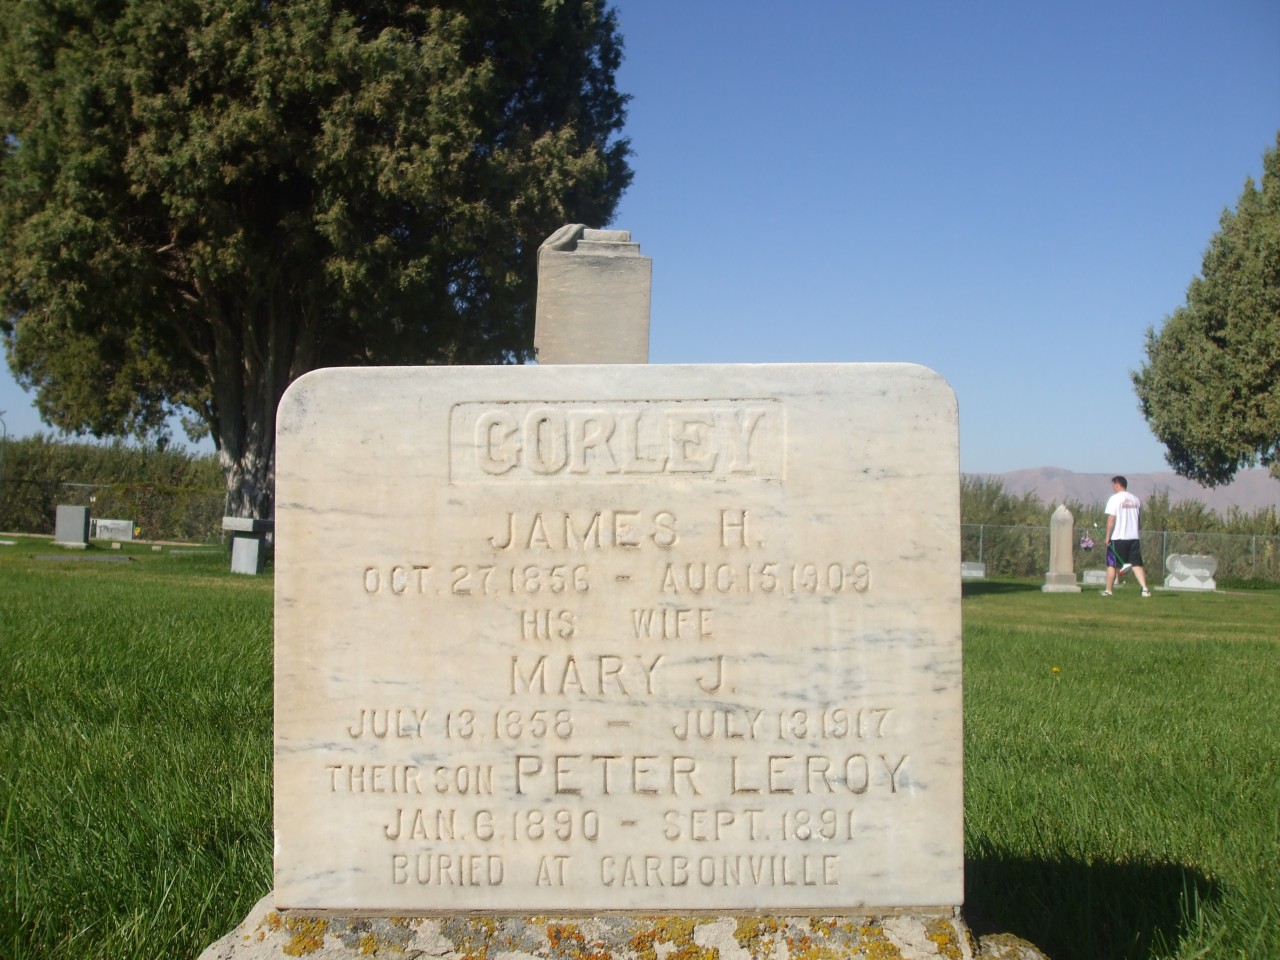 CORLEY
JAMES H.
OCT. 27. 1856 - AUG. 15. 1909
HIS WIFE
MARY J.
JULY 13. 1858 - JULY 13. 1917
THEIR SON PETER LEROY
JAN. 6. 1890 - SEPT. 1891
BURIED AT CARBONVILLE